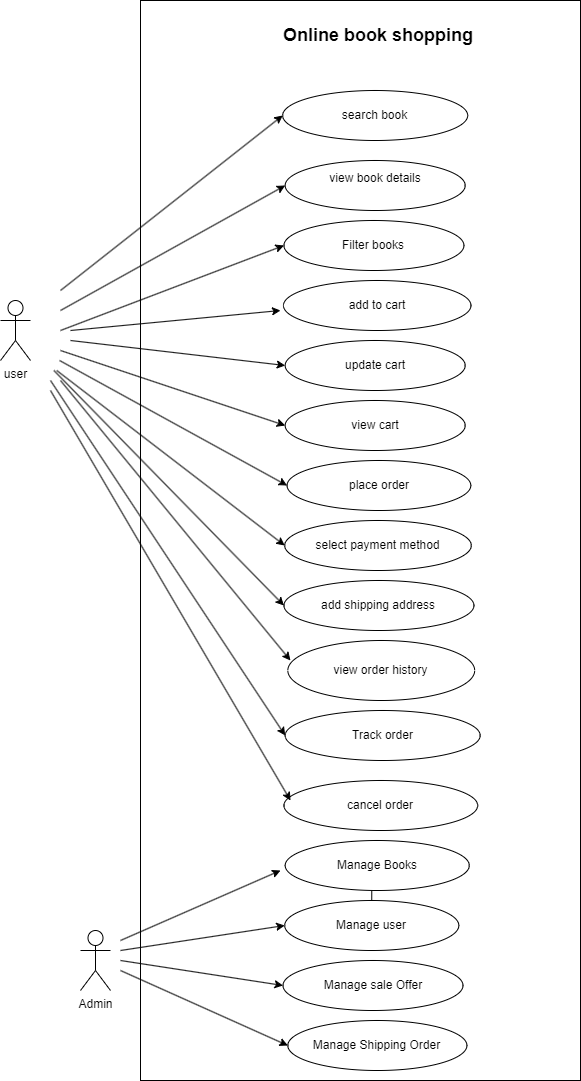 Online book shopping
search book
view book details
Filter books
add to cart
update cart
user
view cart
place order
select payment method
add shipping address
view order history
Track order
cancel order
Manage Books
Manage user
Manage sale Offer
Admin
Manage Shipping Order